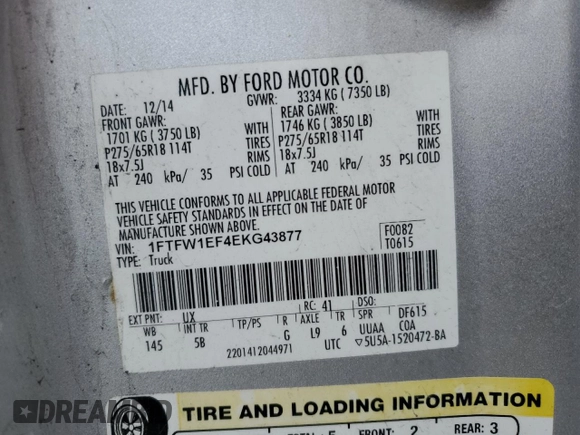 MFD. BY FORD MOTOR CO.
DATE: 12/14 GVWR: 3334 KG ( 7350 LB)
FRONT GAWR: REAR GAWR:
1701 KG ( 3750 LB) WITH 1746 KG ( 3850 LB) WITH
P275/65R18 114T TIRES P275/65R18 114T TIRES
18x7.5J RIMS 18x7.5J RIMS
AT 240 kPa/ 35 PSI COLD AT 240 kPa/ 35 PSI COLD
THIS VEHICLE CONFORMS TO ALL APPLICABLE FEDERAL MOTOR
VEHICLE SAFETY STANDARDS IN EFFECT ON THE DATE OF
MANUFACTURE SHOWN ABOVE.
VIN: 1FTFW1EF4EKG43877 F0082
TYPE: Truck T0615
EXT PNT: UX RC: 41 DSO:
WB INT TR TP/PS R AXLE TR SPR DF615
145 5B G L9 6 UUAA COA
2201412044971 UTC ▽5U5A-1520472-BA
TIRE AND LOADING INFORMATION
FRONT: 2 REAR: 3